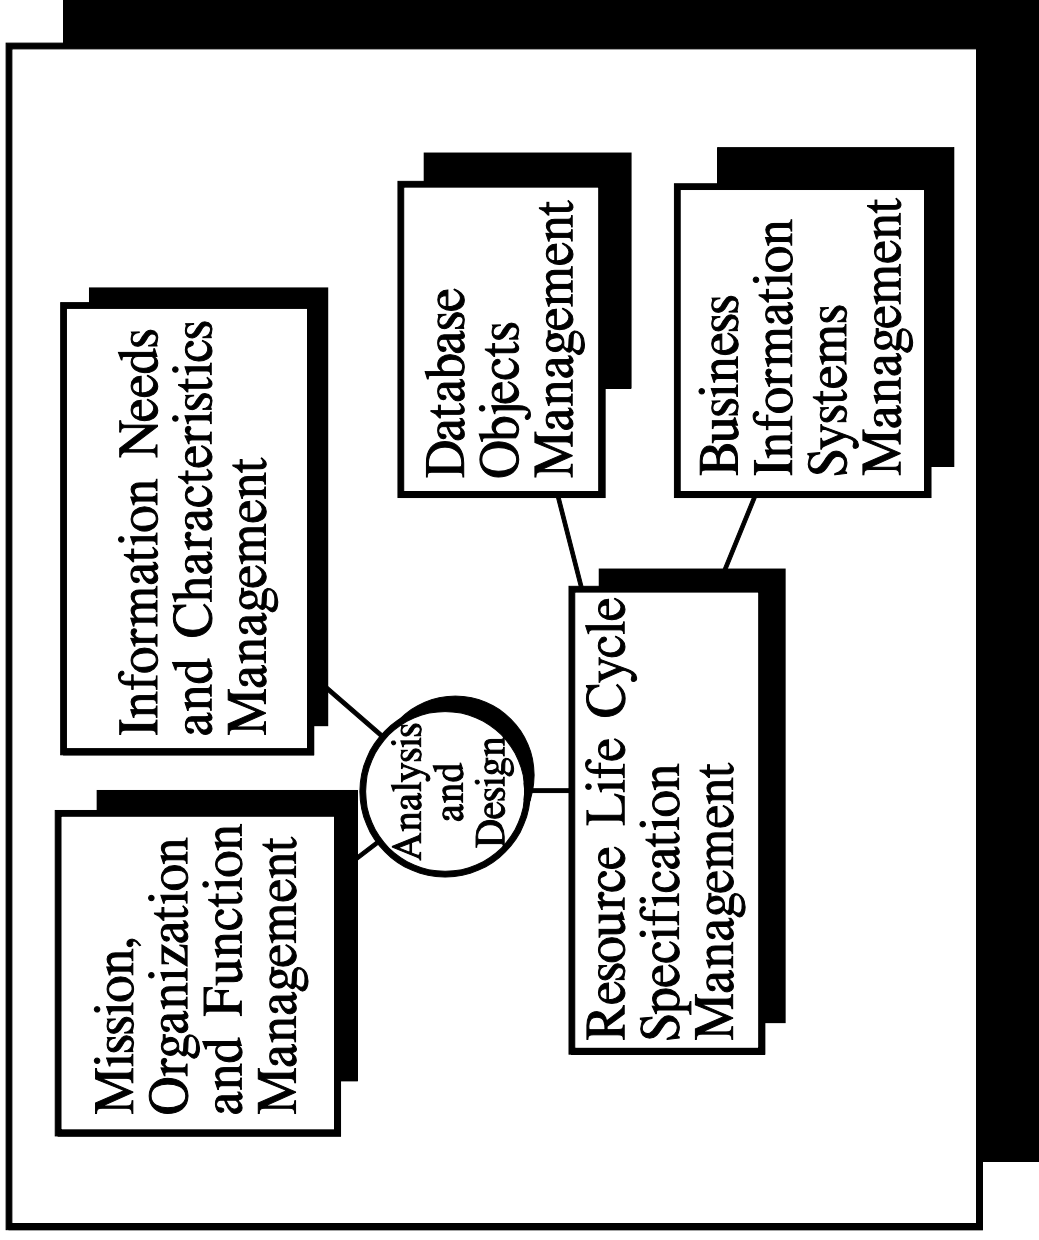 Mission,
Organization
and Function
Management
Information Needs
and Characteristics
Management
Analysis
and
Design
Database
Objects
Management
Resource Life Cycle
Specification
Management
Business
Information
Systems
Management